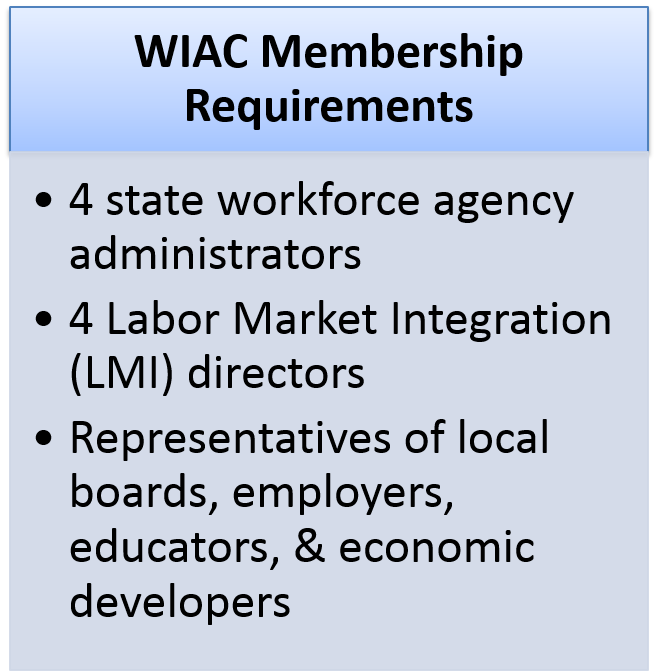 WIAC Membership
Requirements
• 4 state workforce agency
administrators
• 4 Labor Market Integration
(LMI) directors
• Representatives of local
boards, employers,
educators, & economic
developers